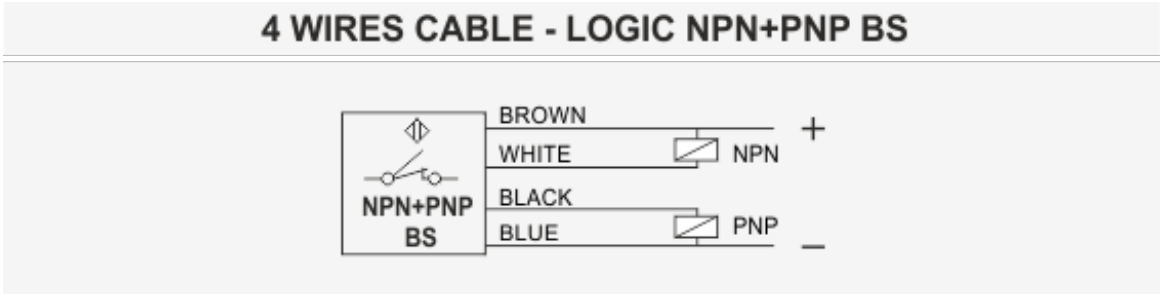 4 WIRES CABLE - LOGIC NPN+PNP BS
BROWN
+
WHITE
NPN
BLACK
NPN+PNP
BS
PNP
BLUE
–